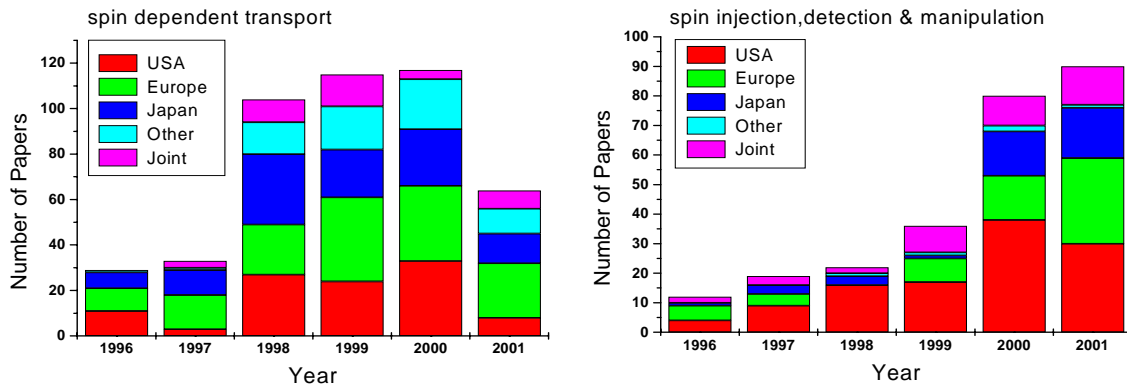 spin dependent transport
120
100
80
60
40
20
0
Number of Papers
USA
Europe
Japan
Other
Joint
1996 1997 1998 1999 2000 2001
Year
spin injection,detection & manipulation
100
90
80
70
60
50
40
30
20
10
0
Number of Papers
USA
Europe
Japan
Other
Joint
1996 1997 1998 1999 2000 2001
Year